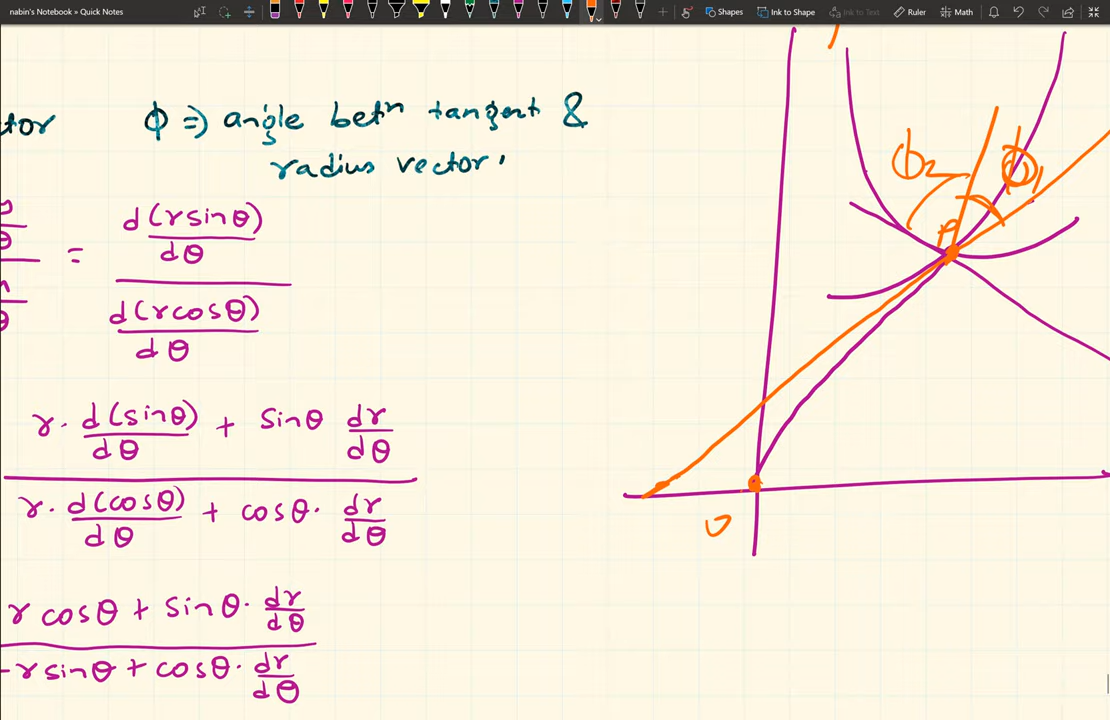 nabin's Notebook » Quick Notes
Shapes Ink to Shape Ink to Text Ruler Math
tor ϕ ⇒ angle betⁿ tangent &
radius vector
= d(r sinθ)
dθ
d(r cosθ)
dθ
r. d(sinθ) + sinθ dr
dθ dθ
r. d(cosθ) + cosθ. dr
dθ dθ
r cosθ + sinθ. dr
dθ
-r sinθ + cosθ. dr
dθ
ϕ2 ϕ1
P
O